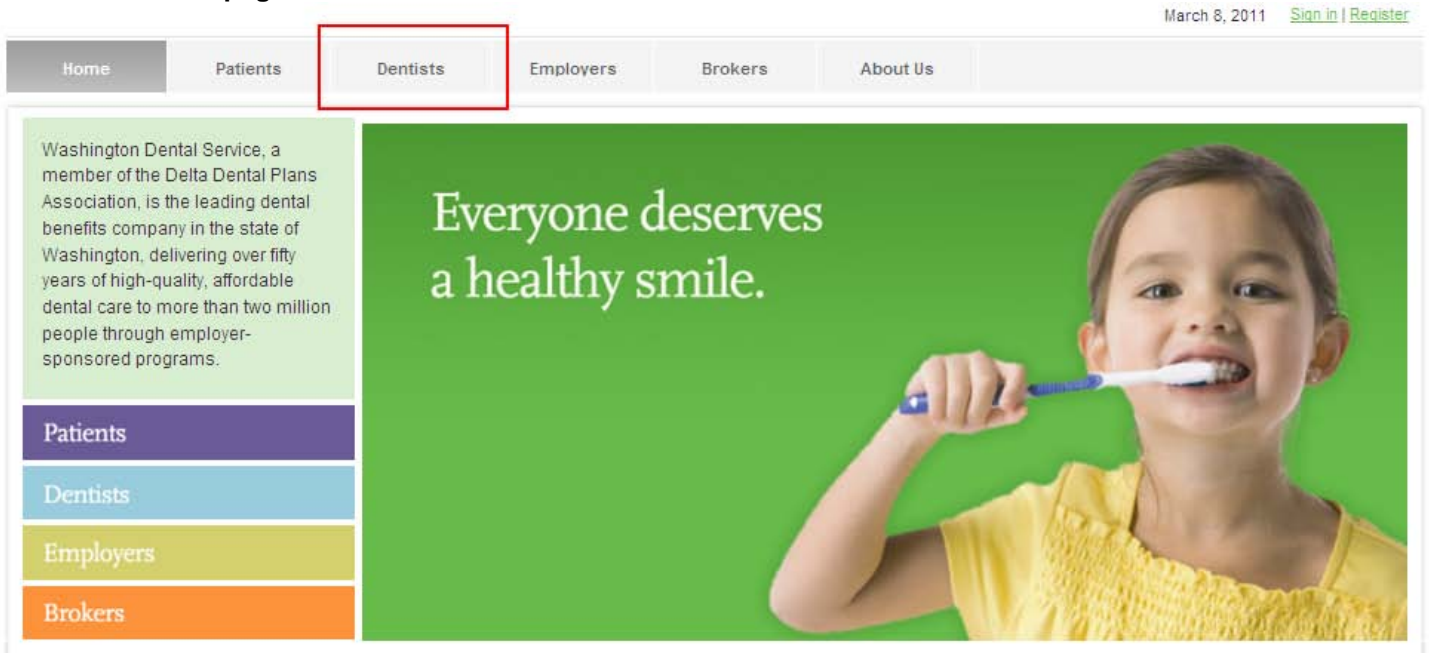 March 8, 2011 Sign in | Register
Home Patients Dentists Employers Brokers About Us
Washington Dental Service, a
member of the Delta Dental Plans
Association, is the leading dental
benefits company in the state of
Washington, delivering over fifty
years of high-quality, affordable
dental care to more than two million
people through employer-
sponsored programs.
Everyone deserves
a healthy smile.
Patients
Dentists
Employers
Brokers